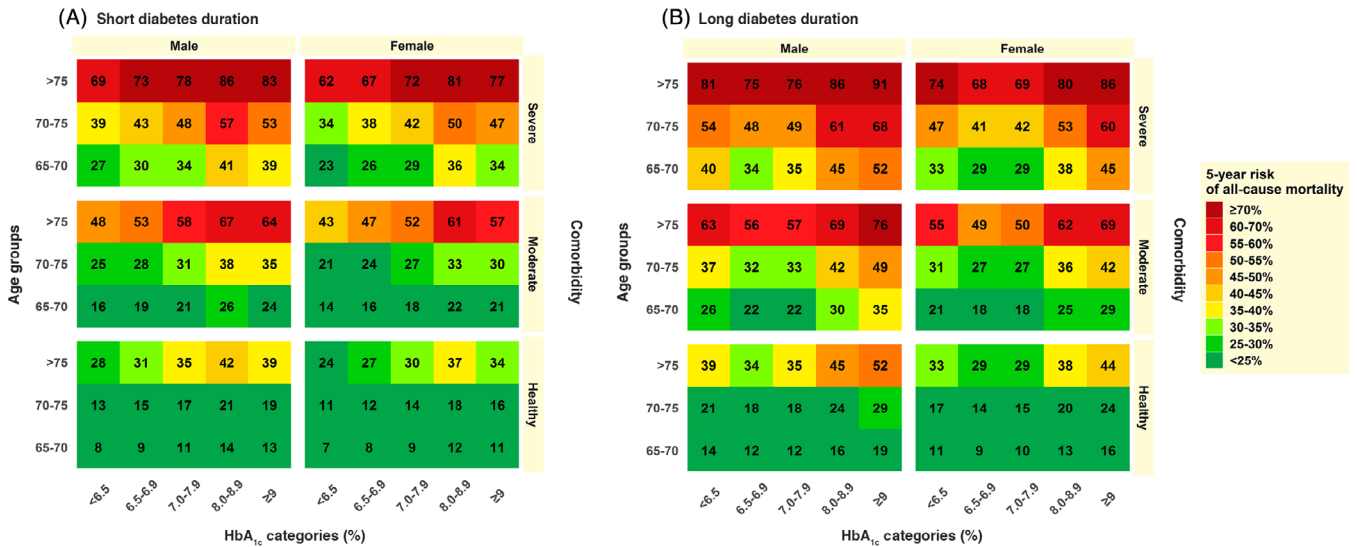 (A) Short diabetes duration
Male Female
>75 69 73 78 86 83 62 67 72 81 77
70-75 39 43 48 57 53 34 38 42 50 47
65-70 27 30 34 41 39 23 26 29 36 34
Severe
>75 48 53 58 67 64 43 47 52 61 57
70-75 25 28 31 38 35 21 24 27 33 30
65-70 16 19 21 26 24 14 16 18 22 21
Moderate
>75 28 31 35 42 39 24 27 30 37 34
70-75 13 15 17 21 19 11 12 14 18 16
65-70 8 9 11 14 13 7 8 9 12 11
Healthy
Age groups
Comorbidity
<6.5 6.5-6.9 7.0-7.9 8.0-8.9 ≥9 <6.5 6.5-6.9 7.0-7.9 8.0-8.9 ≥9
HbA1c categories (%)
(B) Long diabetes duration
Male Female
>75 81 75 76 86 91 74 68 69 80 86
70-75 54 48 49 61 68 47 41 42 53 60
65-70 40 34 35 45 52 33 29 29 38 45
Severe
>75 63 56 57 69 76 55 49 50 62 69
70-75 37 32 33 42 49 31 27 27 36 42
65-70 26 22 22 30 35 21 18 18 25 29
Moderate
>75 39 34 35 45 52 33 29 29 38 44
70-75 21 18 18 24 29 17 14 15 20 24
65-70 14 12 12 16 19 11 9 10 13 16
Healthy
Age groups
Comorbidity
<6.5 6.5-6.9 7.0-7.9 8.0-8.9 ≥9 <6.5 6.5-6.9 7.0-7.9 8.0-8.9 ≥9
HbA1c categories (%)
5-year risk
of all-cause mortality
≥70%
60-70%
55-60%
50-55%
45-50%
40-45%
35-40%
30-35%
25-30%
<25%